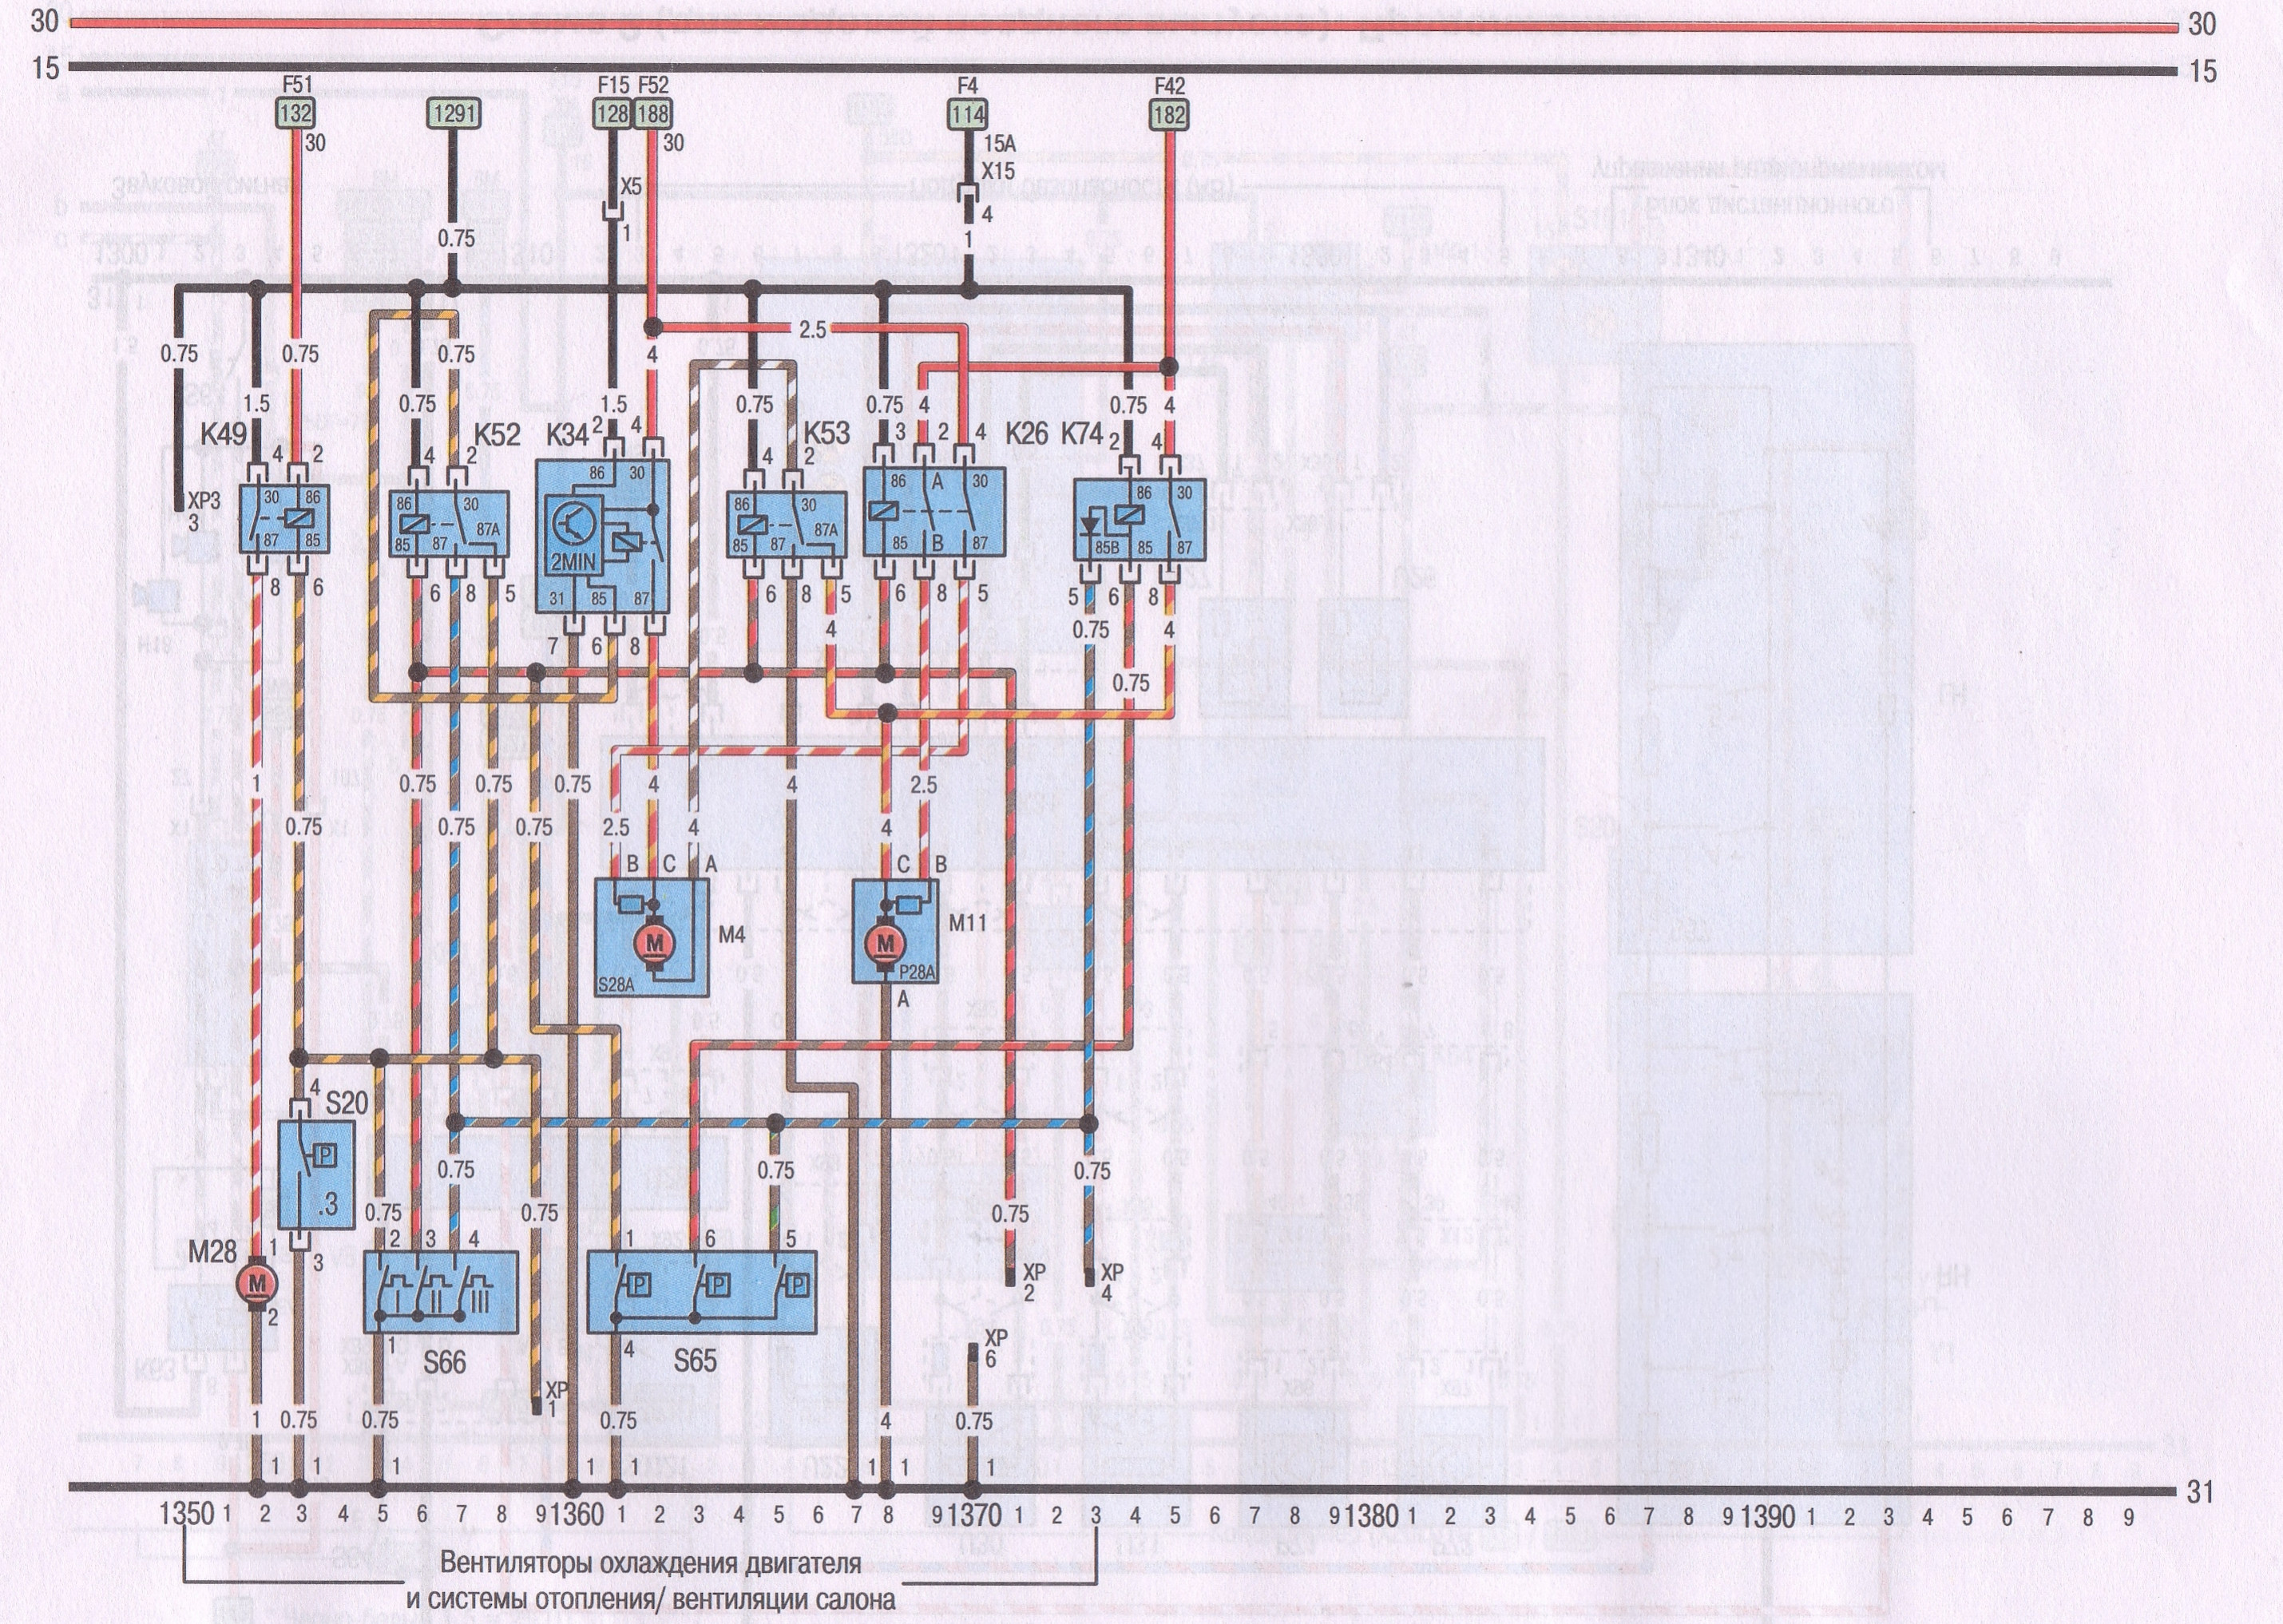 30 30
15 15
F51 F15 F52 F4 F42
132 1291 128 188 114 182
30 30 15A
X5 X15
1 4
0.75 1
2.5
0.75 0.75 0.75 4
1.5 0.75 1.5 0.75 0.75 4 0.75 4
K49 K52 K34 K53 K26 K74
4 2 4 2 2 4 4 2 3 2 4 2 4
XP3
3
30 86 86 30 86 30 86 30 86 A 30 86 30
87A 87A
87 85 85 87 2MIN 85 87 85 B 87 85B 85 87
31 85 87
8 6 6 8 5 6 8 5 6 8 5 5 6 8
7 6 8
4 0.75 4
0.75
1 0.75 0.75 0.75 4 4 2.5
0.75 0.75 0.75 2.5 4 4
B C A C B
M M4 M M11
S28A P28A
A
4
S20
P
.3
0.75 0.75 0.75
0.75 0.75 0.75
M28 1 3 2 3 4 1 6 5
M
2
I II III P P P
XP
2
XP
4
1 S66 4 S65
XP
6
XP
1
1 0.75 0.75 0.75 4 0.75
1 1 1 1 1 1 1 1
31
1350 1 2 3 4 5 6 7 8 9 1360 1 2 3 4 5 6 7 8 9 1370 1 2 3 4 5 6 7 8 9 1380 1 2 3 4 5 6 7 8 9 1390 1 2 3 4 5 6 7 8 9
Вентиляторы охлаждения двигателя
и системы отопления/ вентиляции салона